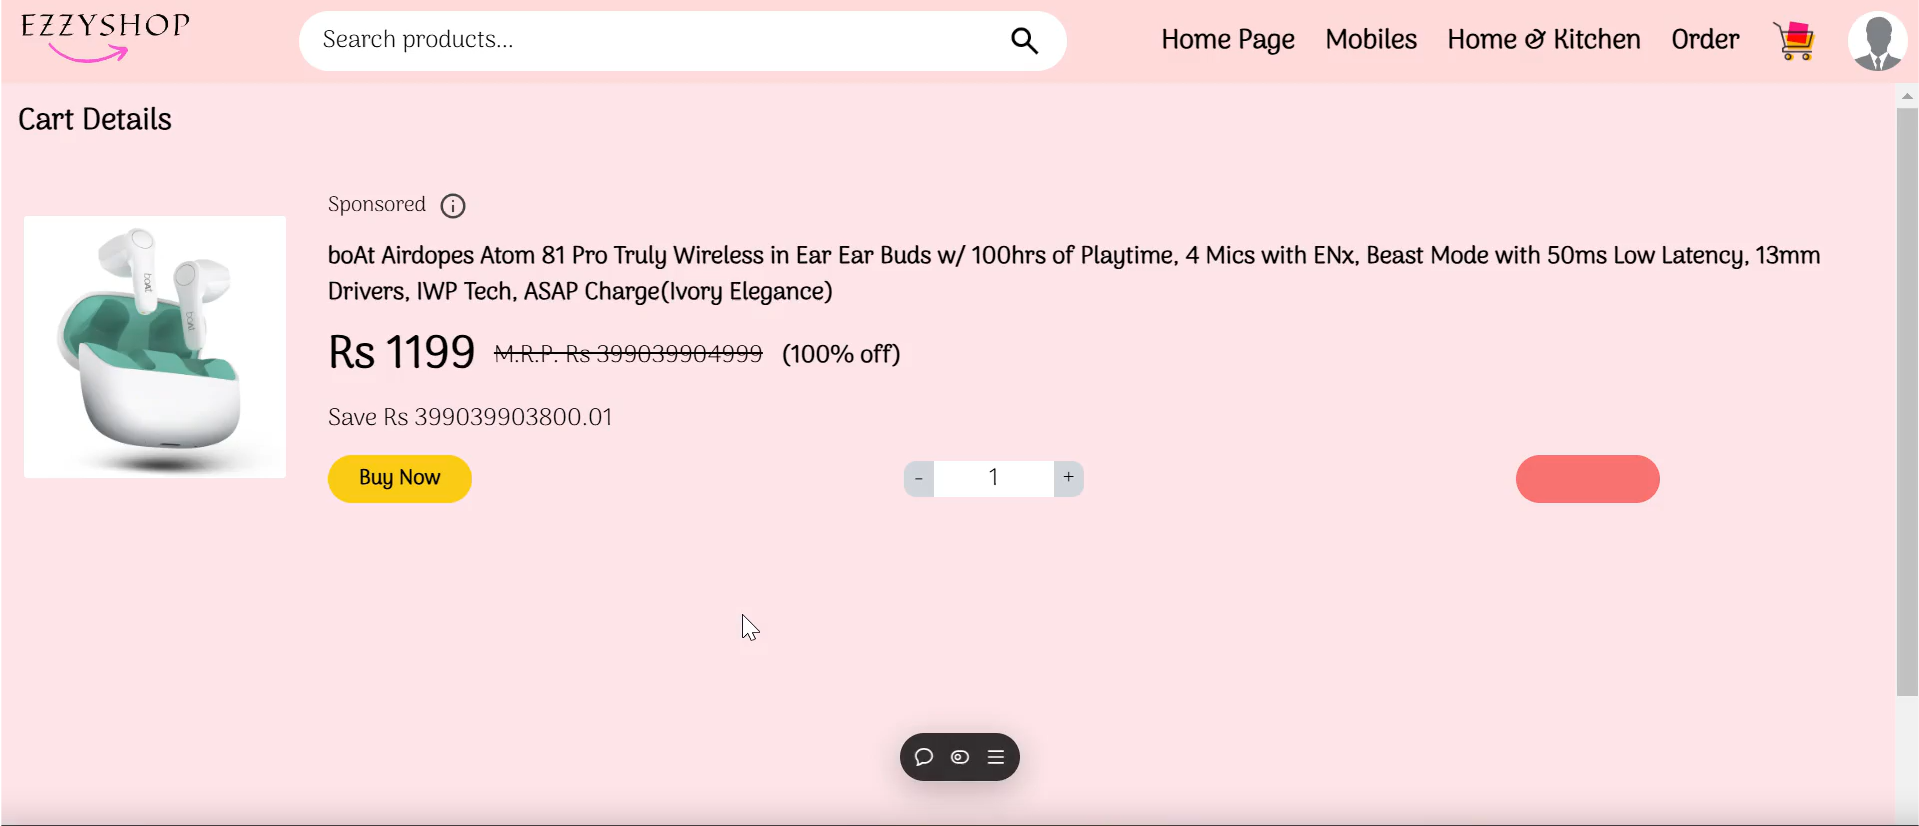 EZZYSHOP
Search products...
Home Page
Mobiles
Home & Kitchen
Order
Cart Details
Sponsored
boAt Airdopes Atom 81 Pro Truly Wireless in Ear Ear Buds w/ 100hrs of Playtime, 4 Mics with ENx, Beast Mode with 50ms Low Latency, 13mm
Drivers, IWP Tech, ASAP Charge(Ivory Elegance)
Rs 1199 M.R.P. Rs 399039904999 (100% off)
Save Rs 399039903800.01
Buy Now
- 1 +
boAt
boAt